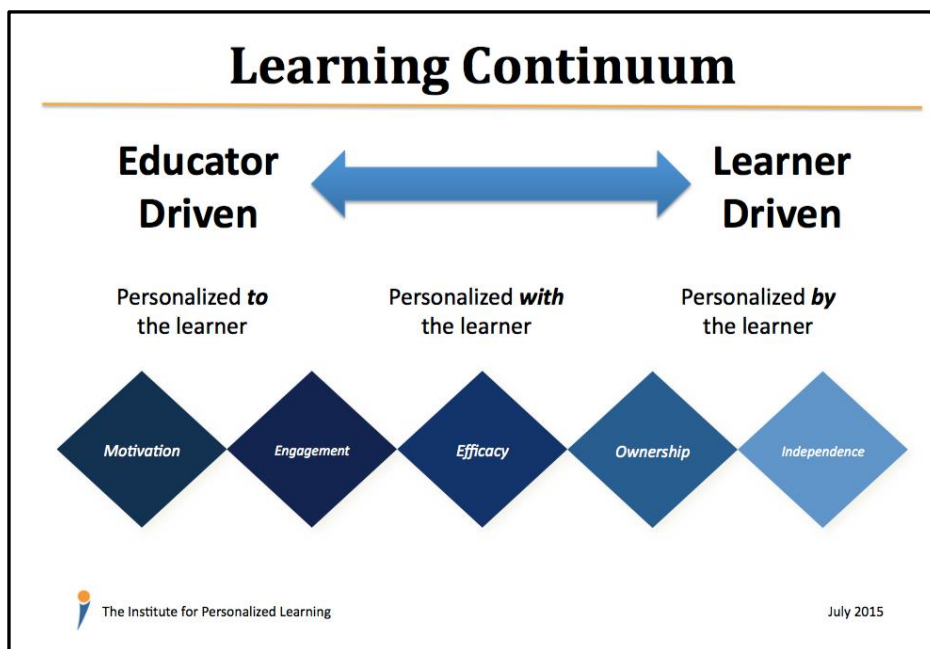 Learning Continuum
Educator
Driven
Learner
Driven
Personalized to
the learner
Personalized with
the learner
Personalized by
the learner
Motivation
Engagement
Efficacy
Ownership
Independence
The Institute for Personalized Learning
July 2015